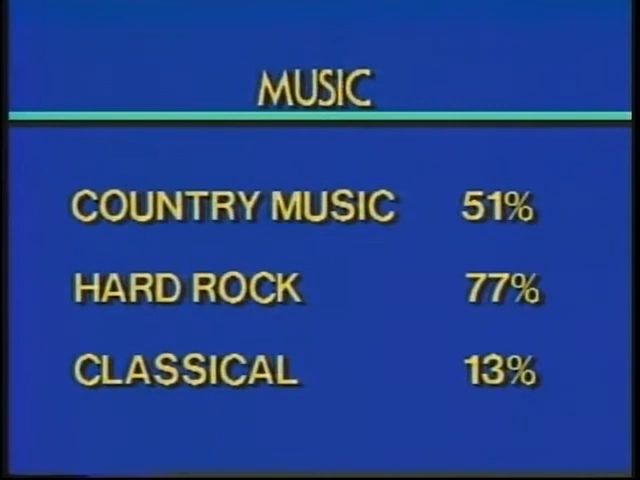 MUSIC
COUNTRY MUSIC 51%
HARD ROCK 77%
CLASSICAL 13%